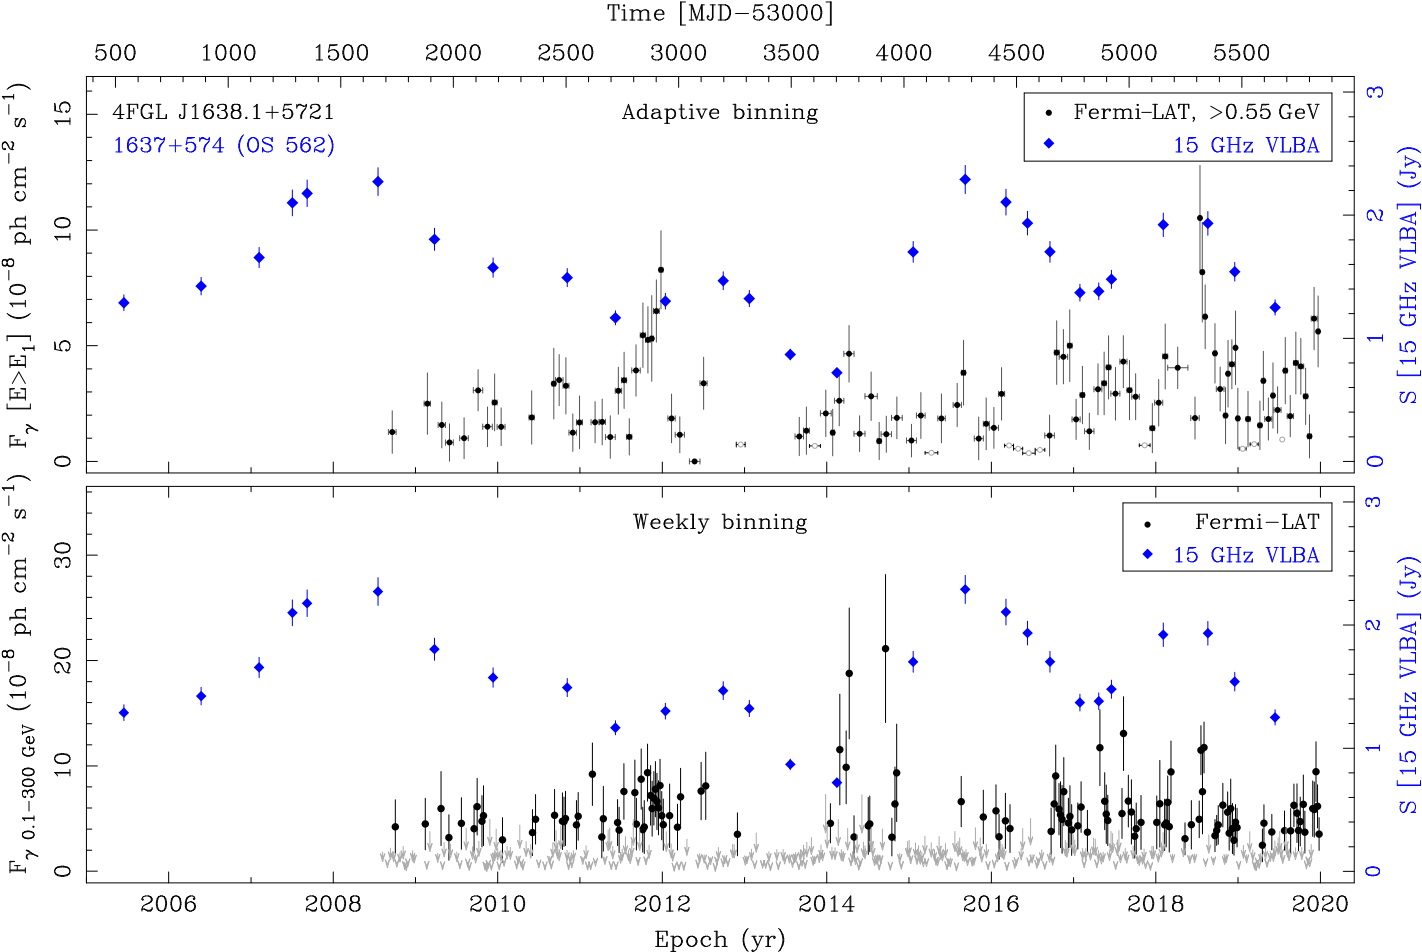 Time [MJD−53000]
500 1000 1500 2000 2500 3000 3500 4000 4500 5000 5500
4FGL J1638.1+5721
1637+574 (OS 562)
Adaptive binning
Fermi−LAT, >0.55 GeV
15 GHz VLBA
F_γ [E>E_1] (10^−8 ph cm^−2 s^−1)
15
10
5
0
S [15 GHz VLBA] (Jy)
3
2
1
0
Weekly binning
Fermi−LAT
15 GHz VLBA
F_γ 0.1−300 GeV (10^−8 ph cm^−2 s^−1)
30
20
10
0
S [15 GHz VLBA] (Jy)
3
2
1
0
2006 2008 2010 2012 2014 2016 2018 2020
Epoch (yr)